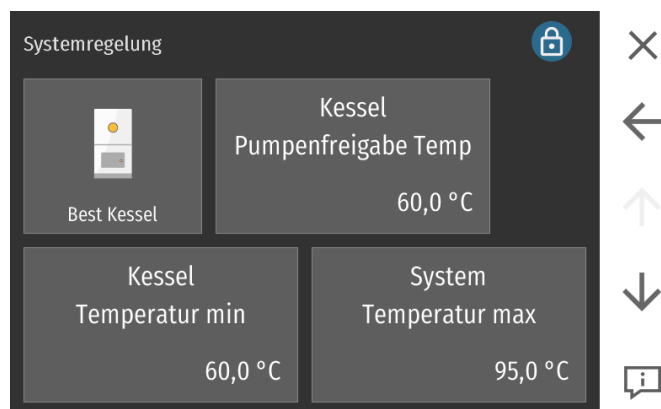 Systemregelung
Best Kessel
Kessel
Pumpenfreigabe Temp
60,0 °C
Kessel
Temperatur min
60,0 °C
System
Temperatur max
95,0 °C